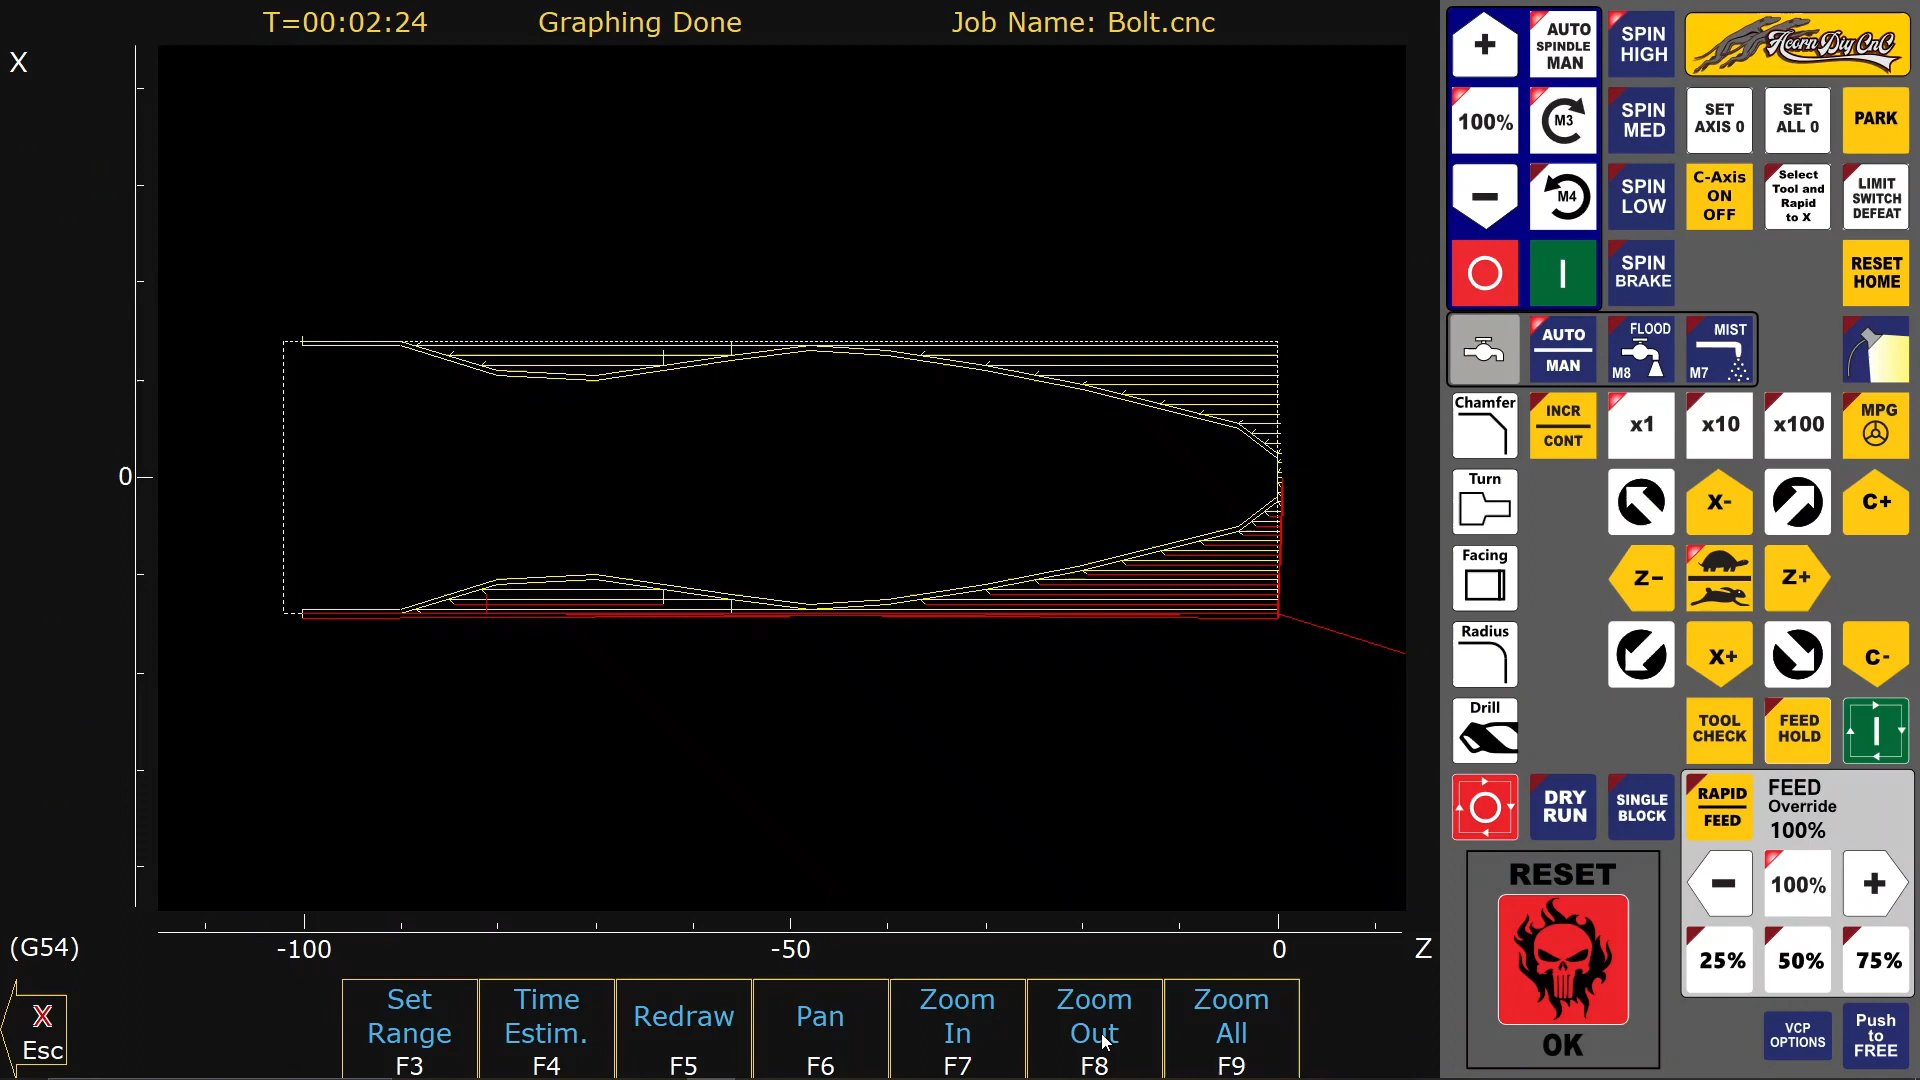 T=00:02:24
Graphing Done
Job Name: Bolt.cnc
X
0
-100
-50
0
Z
(G54)
X
Esc
Set
Range
F3
Time
Estim.
F4
Redraw
F5
Pan
F6
Zoom
In
F7
Zoom
Out
F8
Zoom
All
F9
+
AUTO
SPINDLE
MAN
SPIN
HIGH
Acorn Diy CnC
100%
M3
SPIN
MED
SET
AXIS 0
SET
ALL 0
PARK
M4
SPIN
LOW
C-Axis
ON
OFF
Select
Tool and
Rapid
to X
LIMIT
SWITCH
DEFEAT
SPIN
BRAKE
RESET
HOME
AUTO
MAN
FLOOD
M8
MIST
M7
Chamfer
INCR
CONT
x1
x10
x100
MPG
Turn
X-
C+
Facing
Z-
Z+
Radius
X+
C-
Drill
TOOL
CHECK
FEED
HOLD
DRY
RUN
SINGLE
BLOCK
RAPID
FEED
FEED
Override
100%
RESET
OK
100%
+
25%
50%
75%
VCP
OPTIONS
Push
to
FREE